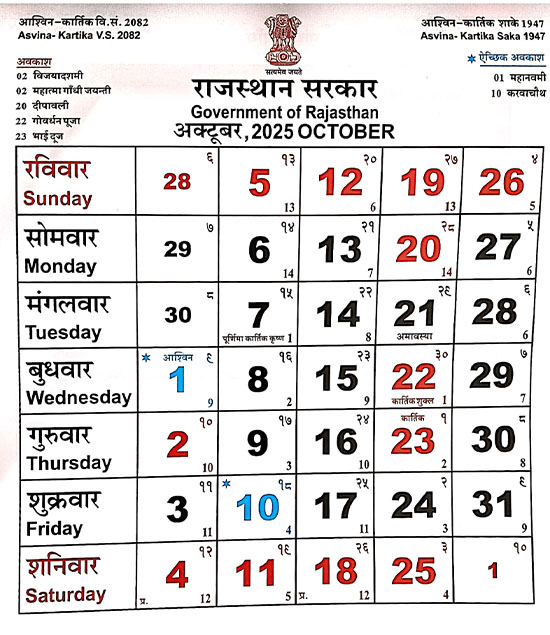 आश्विन-कार्तिक वि.सं. 2082
Asvina- Kartika V.S. 2082
आश्विन-कार्तिक शाके 1947
Asvina- Kartika Saka 1947
सत्यमेव जयते
अवकाश
02 विजयादशमी
02 महात्मा गाँधी जयन्ती
20 दीपावली
22 गोवर्धन पूजा
23 भाई दूज
* ऐच्छिक अवकाश
01 महानवमी
10 करवाचौथ
राजस्थान सरकार
Government of Rajasthan
अक्टूबर, 2025 OCTOBER
६ १३ २० २७ ४
रविवार 28 5 12 19 26
Sunday 13 6 13 5
७ १४ २१ २८ ५
सोमवार 29 6 13 20 27
Monday 14 7 14 6
८ १५ २२ २९ ६
मंगलवार 30 7 14 21 28
Tuesday पूर्णिमा कार्तिक कृष्ण 1 8 अमावस्या 6
* आश्विन ९ १६ २३ ३० ७
बुधवार 1 8 15 22 29
Wednesday 9 2 9 कार्तिक शुक्ल 1 7
१० १७ २४ कार्तिक १ ८
गुरुवार 2 9 16 23 30
Thursday 10 3 10 2 8
११ * १८ २५ २ ९
शुक्रवार 3 10 17 24 31
Friday 11 4 11 3 9
१२ १९ २६ ३ १०
शनिवार 4 11 18 25 1
Saturday प्र. 12 5 प्र. 12 4